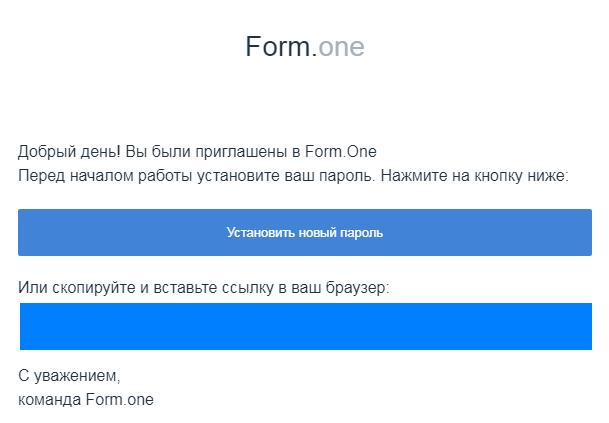 Form.one
Добрый день! Вы были приглашены в Form.One
Перед началом работы установите ваш пароль. Нажмите на кнопку ниже:
Установить новый пароль
Или скопируйте и вставьте ссылку в ваш браузер:
С уважением,
команда Form.one